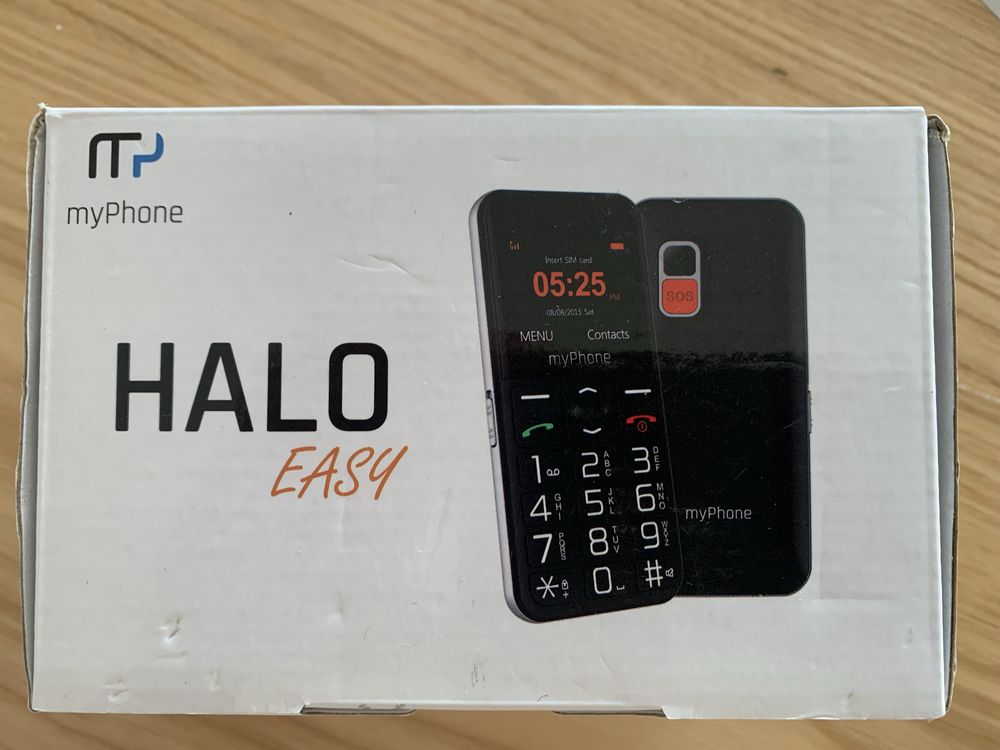 myPhone
HALO
EASY
Insert SIM card
05:25 PM
08/08/2015 Sat
MENU Contacts
myPhone
1
2 ABC
3 DEF
4 GHI
5 JKL
6 MNO
7 PQRS
8 TUV
9 WXYZ
* +
0
#
SOS
myPhone